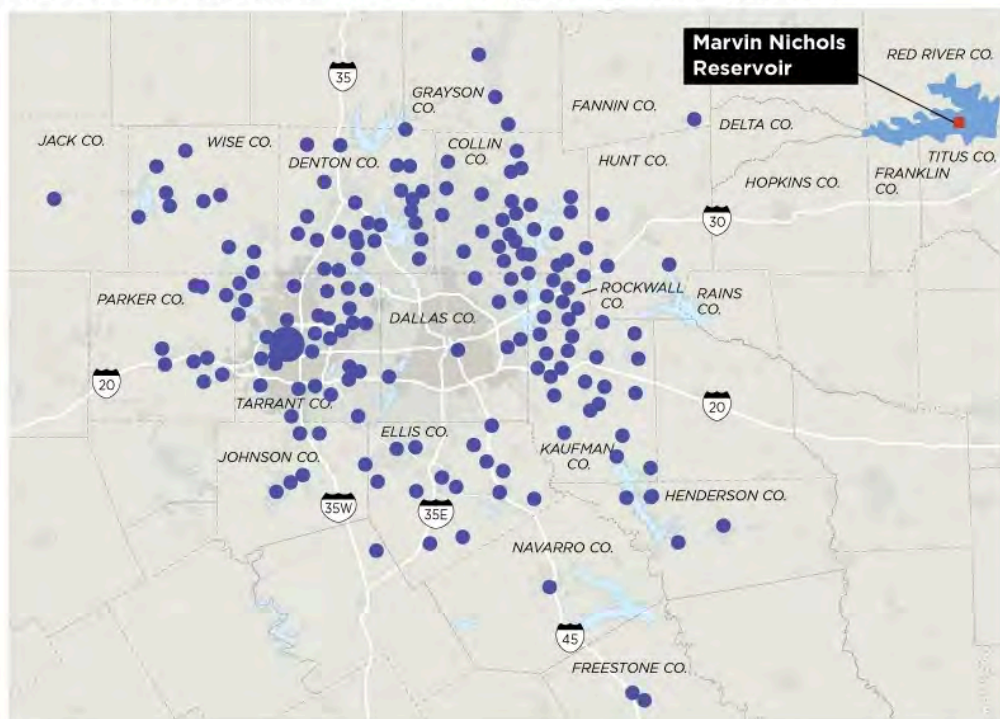 Marvin Nichols
Reservoir
RED RIVER CO.
35
GRAYSON
CO.
FANNIN CO.
DELTA CO.
JACK CO.
WISE CO.
DENTON CO.
COLLIN
CO.
HUNT CO.
TITUS CO.
FRANKLIN
CO.
HOPKINS CO.
30
PARKER CO.
DALLAS CO.
ROCKWALL
CO.
RAINS
CO.
20
TARRANT CO.
20
ELLIS CO.
JOHNSON CO.
KAUFMAN
CO.
35W
35E
HENDERSON CO.
NAVARRO CO.
45
FREESTONE CO.